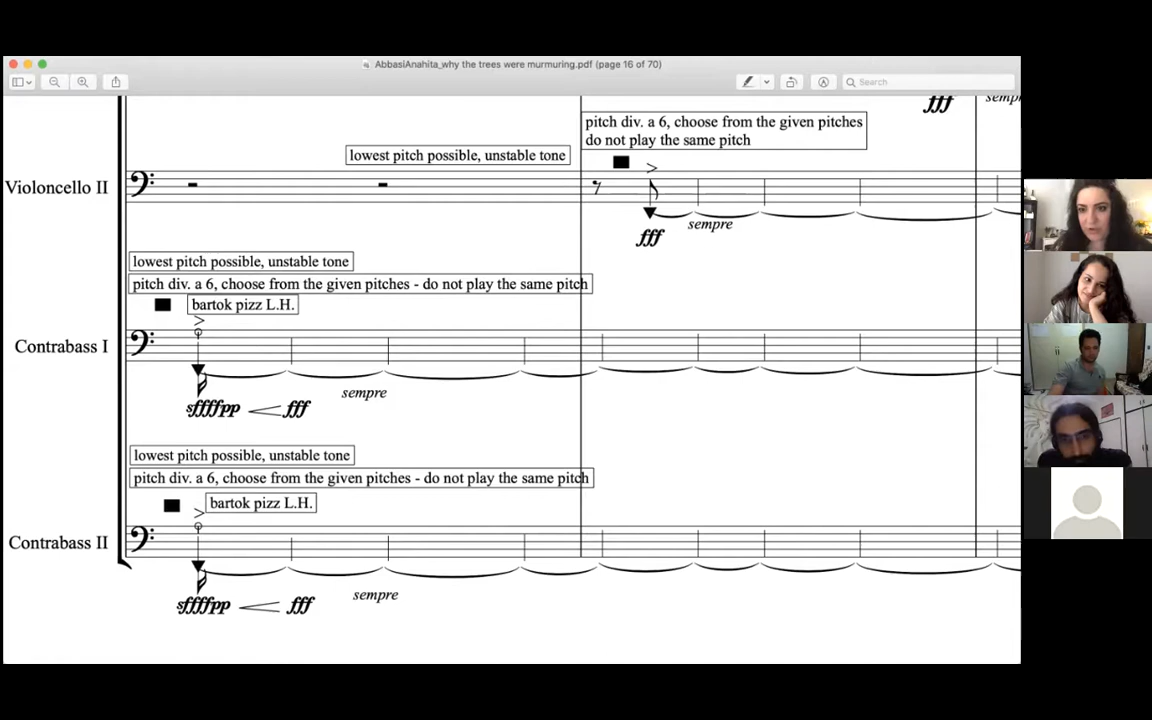 AbbasiAnahita_why the trees were murmuring.pdf (page 16 of 70)
Search
fff
pitch div. a 6, choose from the given pitches
do not play the same pitch
lowest pitch possible, unstable tone
Violoncello II
fff
sempre
lowest pitch possible, unstable tone
pitch div. a 6, choose from the given pitches - do not play the same pitch
bartok pizz L.H.
Contrabass I
sffffpp
fff
sempre
lowest pitch possible, unstable tone
pitch div. a 6, choose from the given pitches - do not play the same pitch
bartok pizz L.H.
Contrabass II
sffffpp
fff
sempre